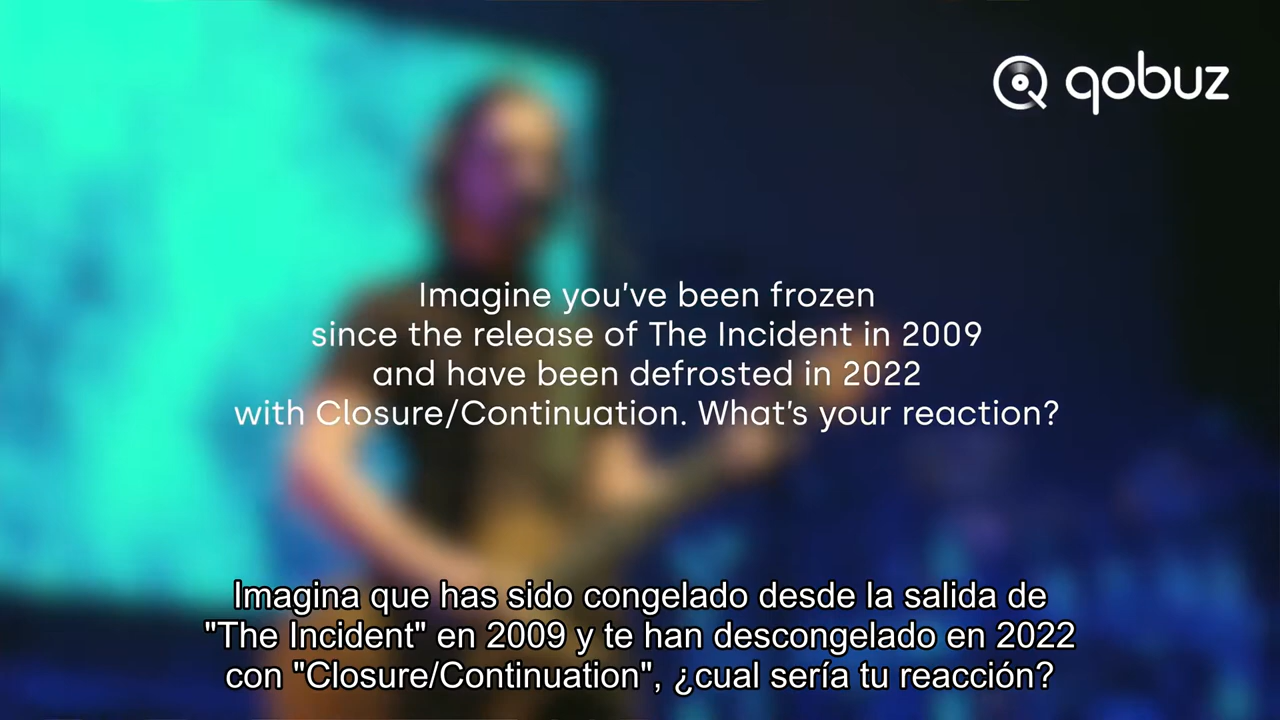 qobuz
Imagine you've been frozen
since the release of The Incident in 2009
and have been defrosted in 2022
with Closure/Continuation. What's your reaction?
Imagina que has sido congelado desde la salida de
"The Incident" en 2009 y te han descongelado en 2022
con "Closure/Continuation", ¿cual sería tu reacción?